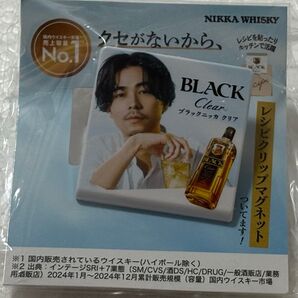 NIKKA WHISKY
国内ウイスキー市場
売上容量
No.1
クセがないから、
レシピを貼ったり
キッチンで活躍
BLACK
Clear
ブラックニッカ クリア
BLACK
レシピクリップマグネット
ついてます!
※1 国内販売されているウイスキー(ハイボール除く)
※2 出典:インテージSRI+7業態(SM/CVS/酒DS/HC/DRUG/一般酒販店/業務
用酒販店)2024年1月〜2024年12月累計販売規模(容量)国内ウイスキー市場